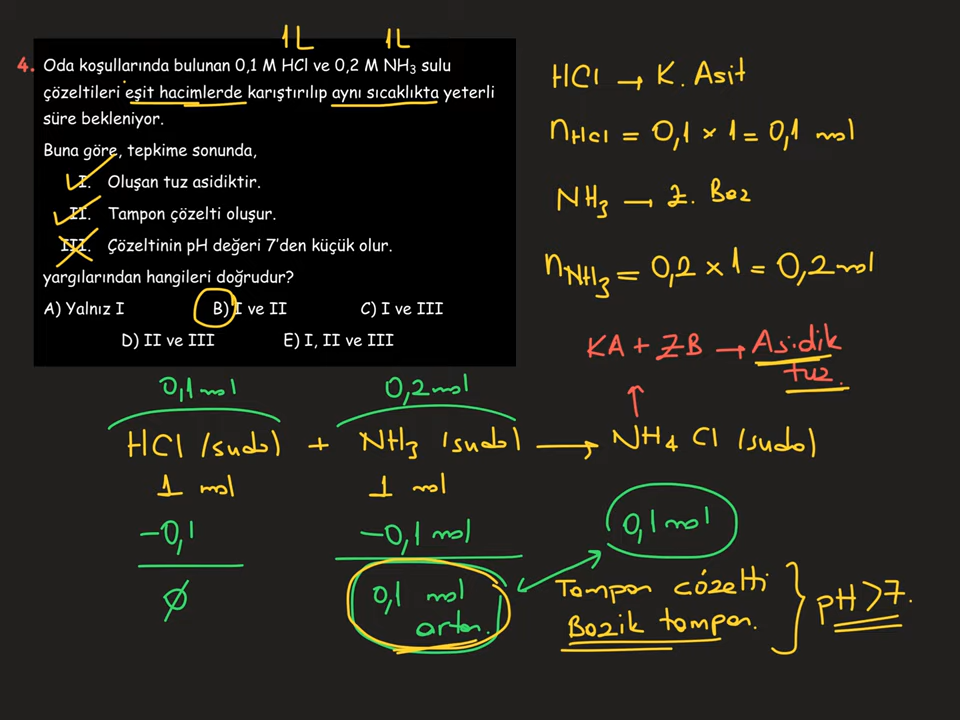 1L 1L
4. Oda koşullarında bulunan 0,1 M HCl ve 0,2 M NH₃ sulu
çözeltileri eşit hacimlerde karıştırılıp aynı sıcaklıkta yeterli
süre bekleniyor.
Buna göre, tepkime sonunda,
I. Oluşan tuz asidiktir.
II. Tampon çözelti oluşur.
III. Çözeltinin pH değeri 7'den küçük olur.
yargılarından hangileri doğrudur?
A) Yalnız I B) I ve II C) I ve III
D) II ve III E) I, II ve III
HCl → K. Asit
nHCl = 0,1 × 1 = 0,1 mol
NH₃ → Z. Baz
nNH₃ = 0,2 × 1 = 0,2 mol
KA + ZB → Asidik
tuz.
0,1 mol 0,2 mol
HCl (suda) + NH₃ (suda) → NH₄Cl (suda)
1 mol 1 mol
-0,1 -0,1 mol 0,1 mol
Ø 0,1 mol
artan.
Tampon çözelti
Bazik tampon.
pH > 7.